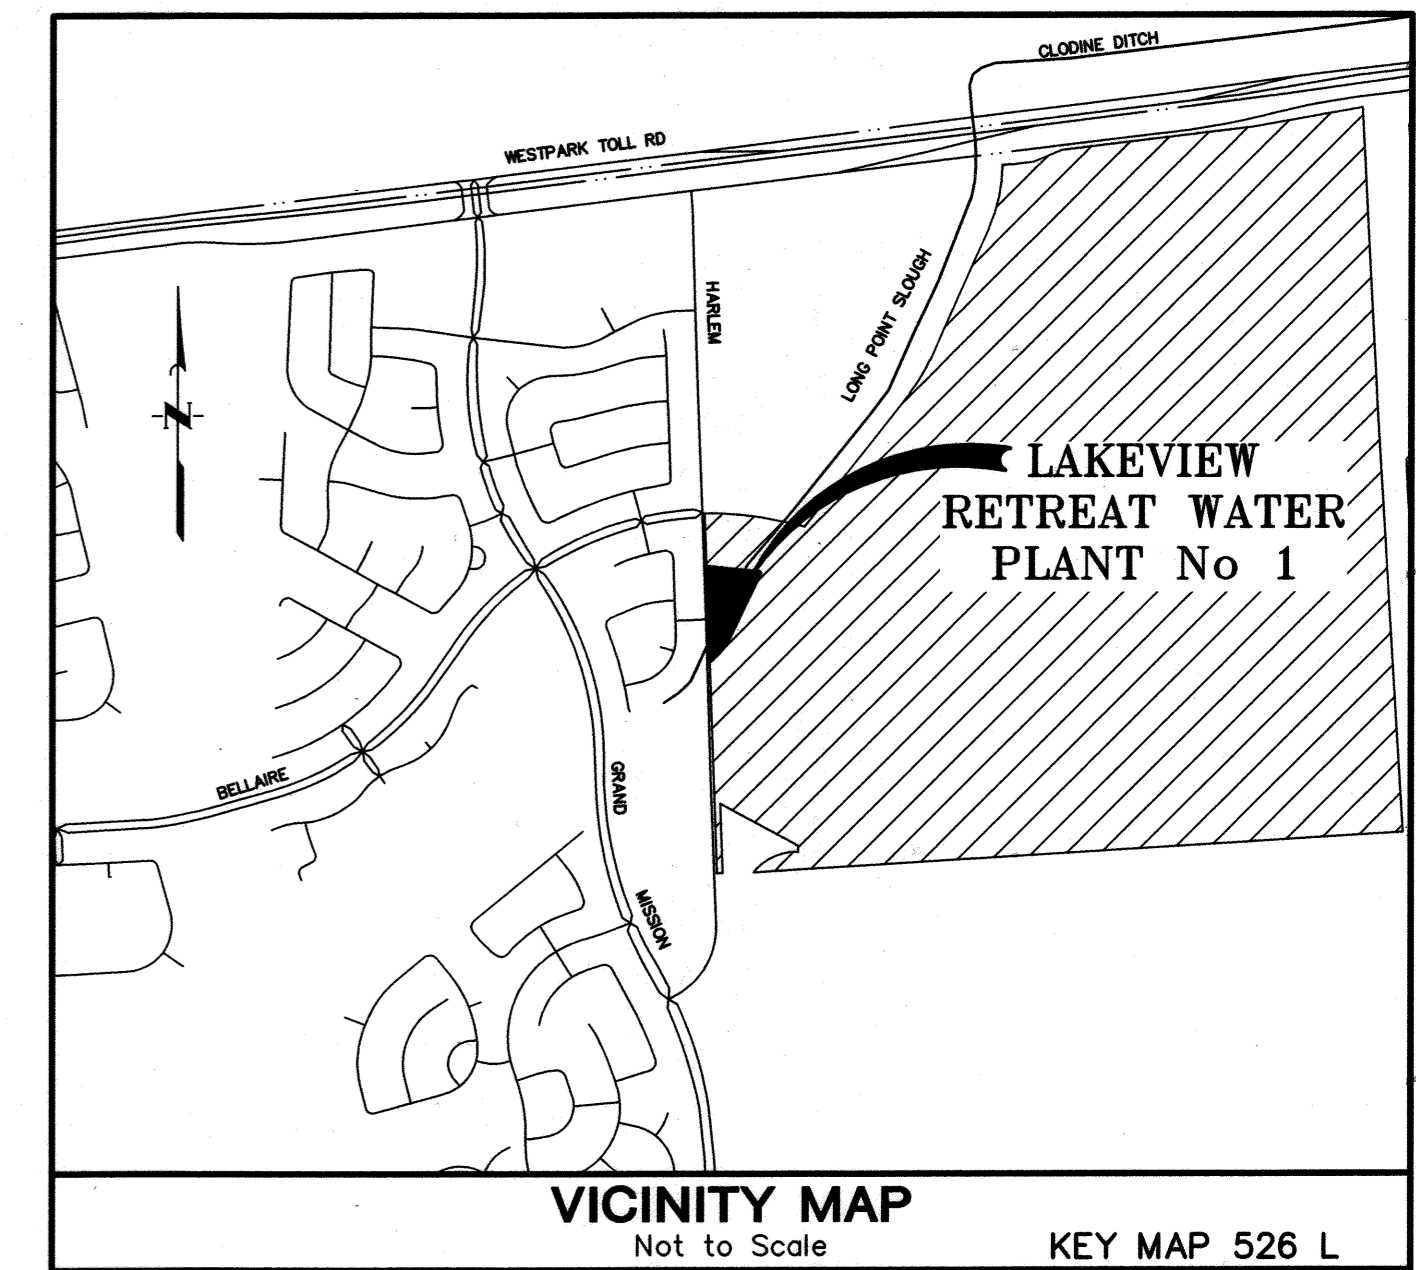 CLODINE DITCH
WESTPARK TOLL RD
HARLEM
LONG POINT SLOUGH
N
LAKEVIEW
RETREAT WATER
PLANT No 1
BELLAIRE
GRAND
MISSION
VICINITY MAP
Not to Scale
KEY MAP 526 L